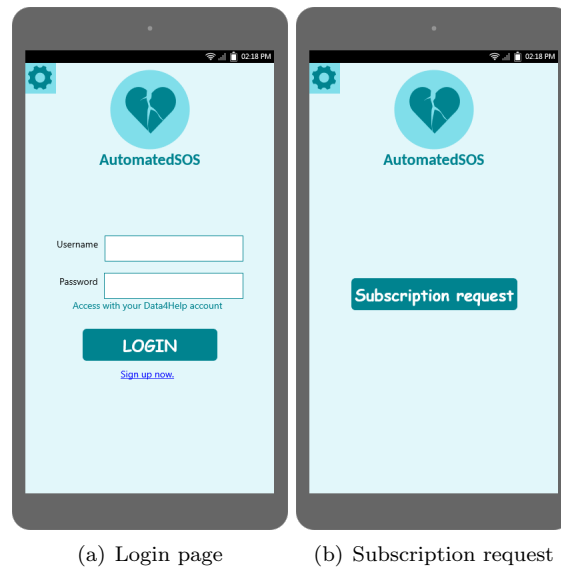 02:18 PM
AutomatedSOS
Username
Password
Access with your Data4Help account
LOGIN
Sign up now.
(a) Login page
02:18 PM
AutomatedSOS
Subscription request
(b) Subscription request